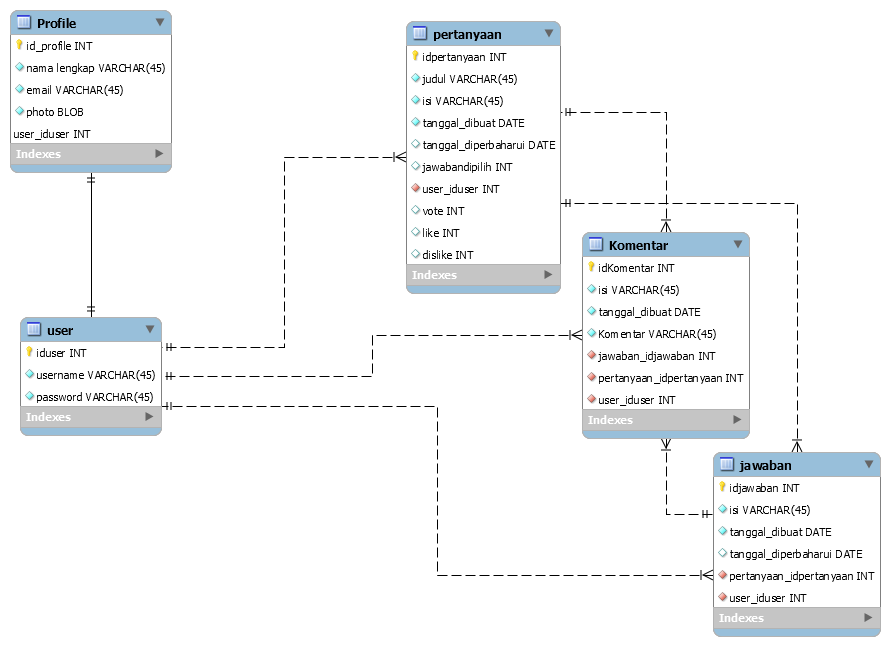 Profile
id_profile INT
nama lengkap VARCHAR(45)
email VARCHAR(45)
photo BLOB
user_iduser INT
Indexes
pertanyaan
idpertanyaan INT
judul VARCHAR(45)
isi VARCHAR(45)
tanggal_dibuat DATE
tanggal_diperbaharui DATE
jawabandipilih INT
user_iduser INT
vote INT
like INT
dislike INT
Indexes
user
iduser INT
username VARCHAR(45)
password VARCHAR(45)
Indexes
Komentar
idKomentar INT
isi VARCHAR(45)
tanggal_dibuat DATE
Komentar VARCHAR(45)
jawaban_idjawaban INT
pertanyaan_idpertanyaan INT
user_iduser INT
Indexes
jawaban
idjawaban INT
isi VARCHAR(45)
tanggal_dibuat DATE
tanggal_diperbaharui DATE
pertanyaan_idpertanyaan INT
user_iduser INT
Indexes